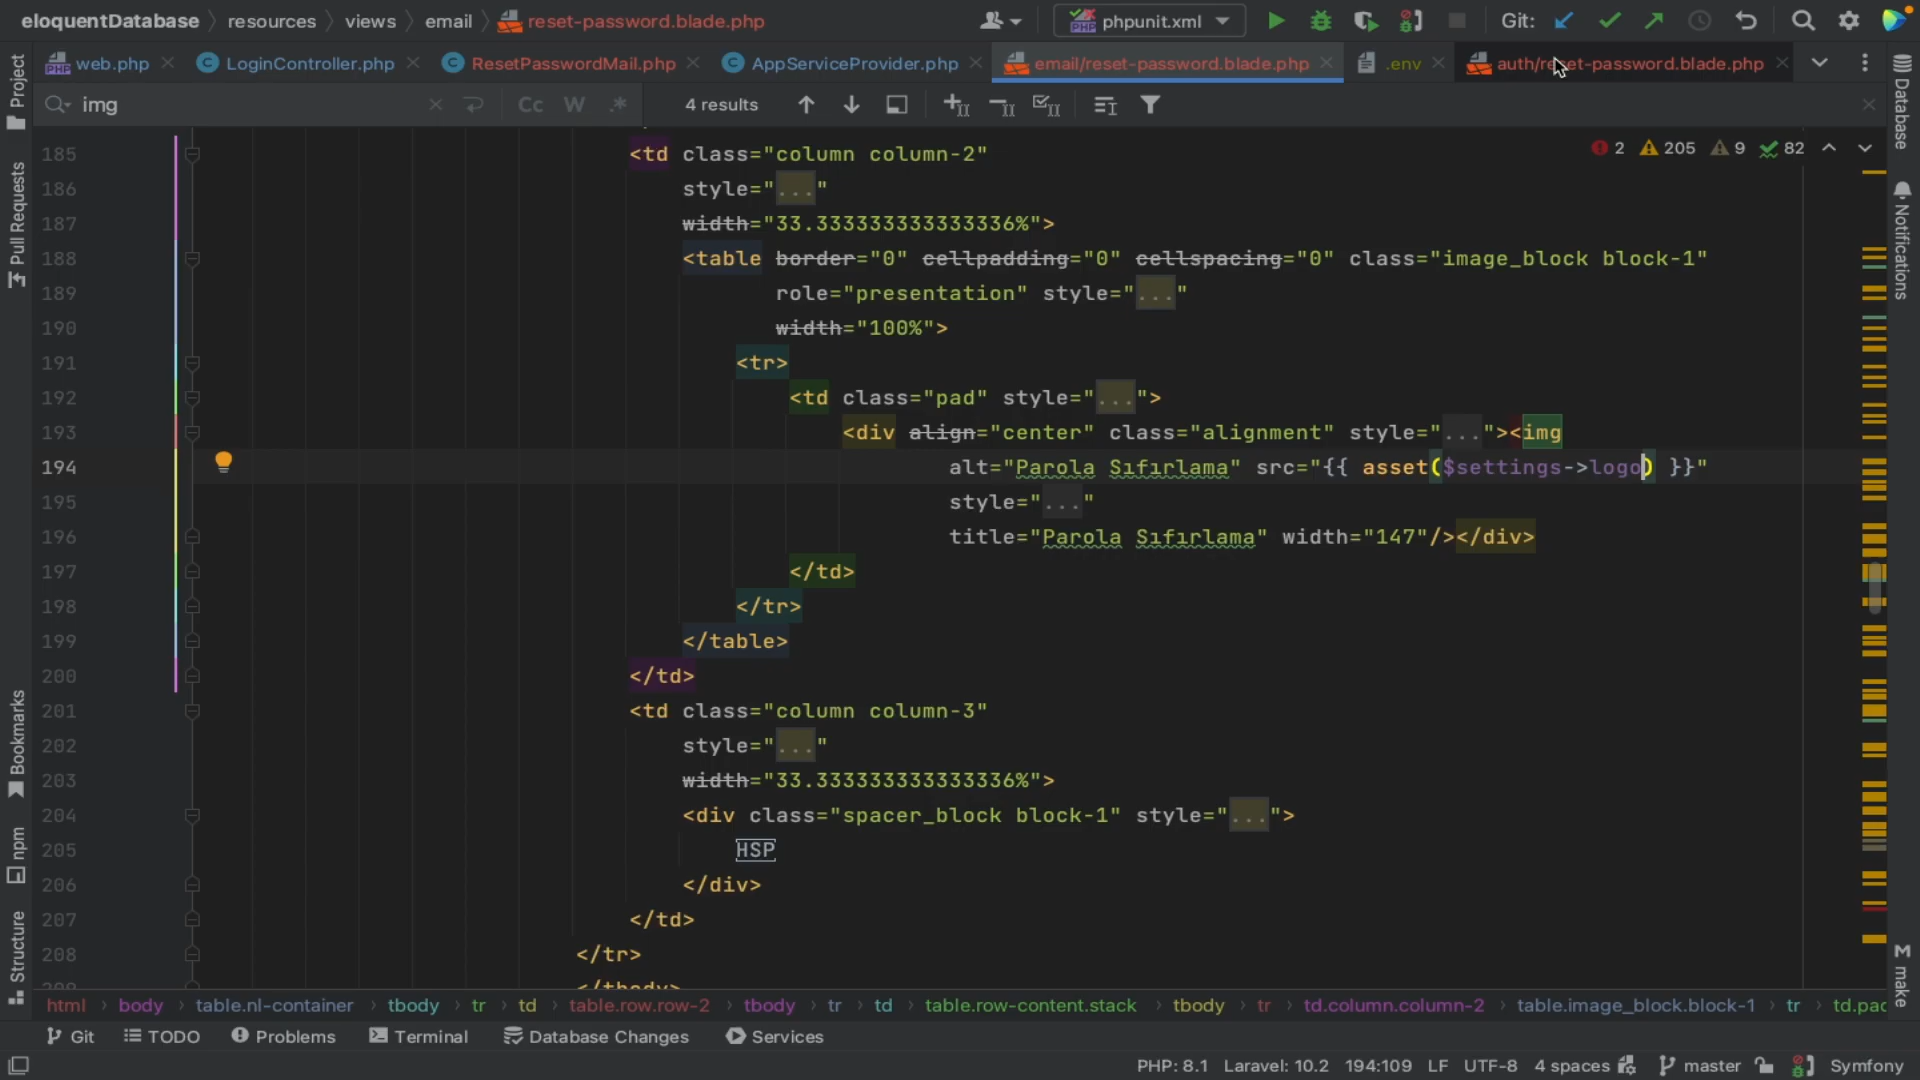 eloquentDatabase resources views email reset-password.blade.php phpunit.xml Git:
web.php LoginController.php ResetPasswordMail.php AppServiceProvider.php email/reset-password.blade.php .env auth/reset-password.blade.php
img Cc W .* 4 results
2 205 9 82
185 <td class="column column-2"
186 style="..."
187 width="33.333333333333336%">
188 <table border="0" cellpadding="0" cellspacing="0" class="image_block block-1"
189 role="presentation" style="..."
190 width="100%">
191 <tr>
192 <td class="pad" style="...">
193 <div align="center" class="alignment" style="..."><img
194 alt="Parola Sıfırlama" src="{{ asset($settings->logo) }}"
195 style="..."
196 title="Parola Sıfırlama" width="147"/></div>
197 </td>
198 </tr>
199 </table>
200 </td>
201 <td class="column column-3"
202 style="..."
203 width="33.333333333333336%">
204 <div class="spacer_block block-1" style="...">
205 HSP
206 </div>
207 </td>
208 </tr>
209 </tbody>
html body table.nl-container tbody tr td table.row.row-2 tbody tr td table.row-content.stack tbody tr td.column.column-2 table.image_block.block-1 tr td.pad
Git TODO Problems Terminal Database Changes Services
PHP: 8.1 Laravel: 10.2 194:109 LF UTF-8 4 spaces master Symfony
Project
Pull Requests
Bookmarks
npm
Structure
Database
Notifications
M make